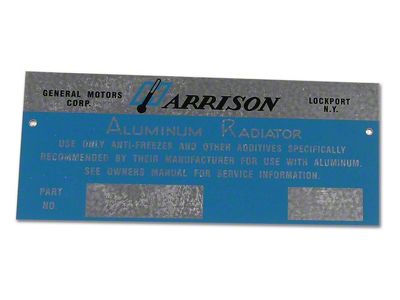 GENERAL MOTORS CORP.
HARRISON
LOCKPORT N.Y.
ALUMINUM RADIATOR
USE ONLY ANTI-FREEZES AND OTHER ADDITIVES SPECIFICALLY
RECOMMENDED BY THEIR MANUFACTURER FOR USE WITH ALUMINUM.
SEE OWNERS MANUAL FOR SERVICE INFORMATION.
PART NO.